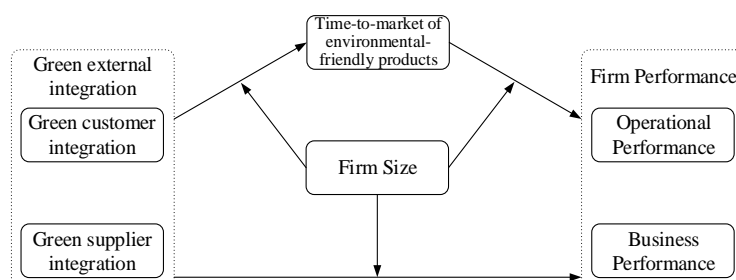 Time-to-market of
environmental-
friendly products
Green external
integration
Firm Performance
Green customer
integration
Operational
Performance
Firm Size
Green supplier
integration
Business
Performance